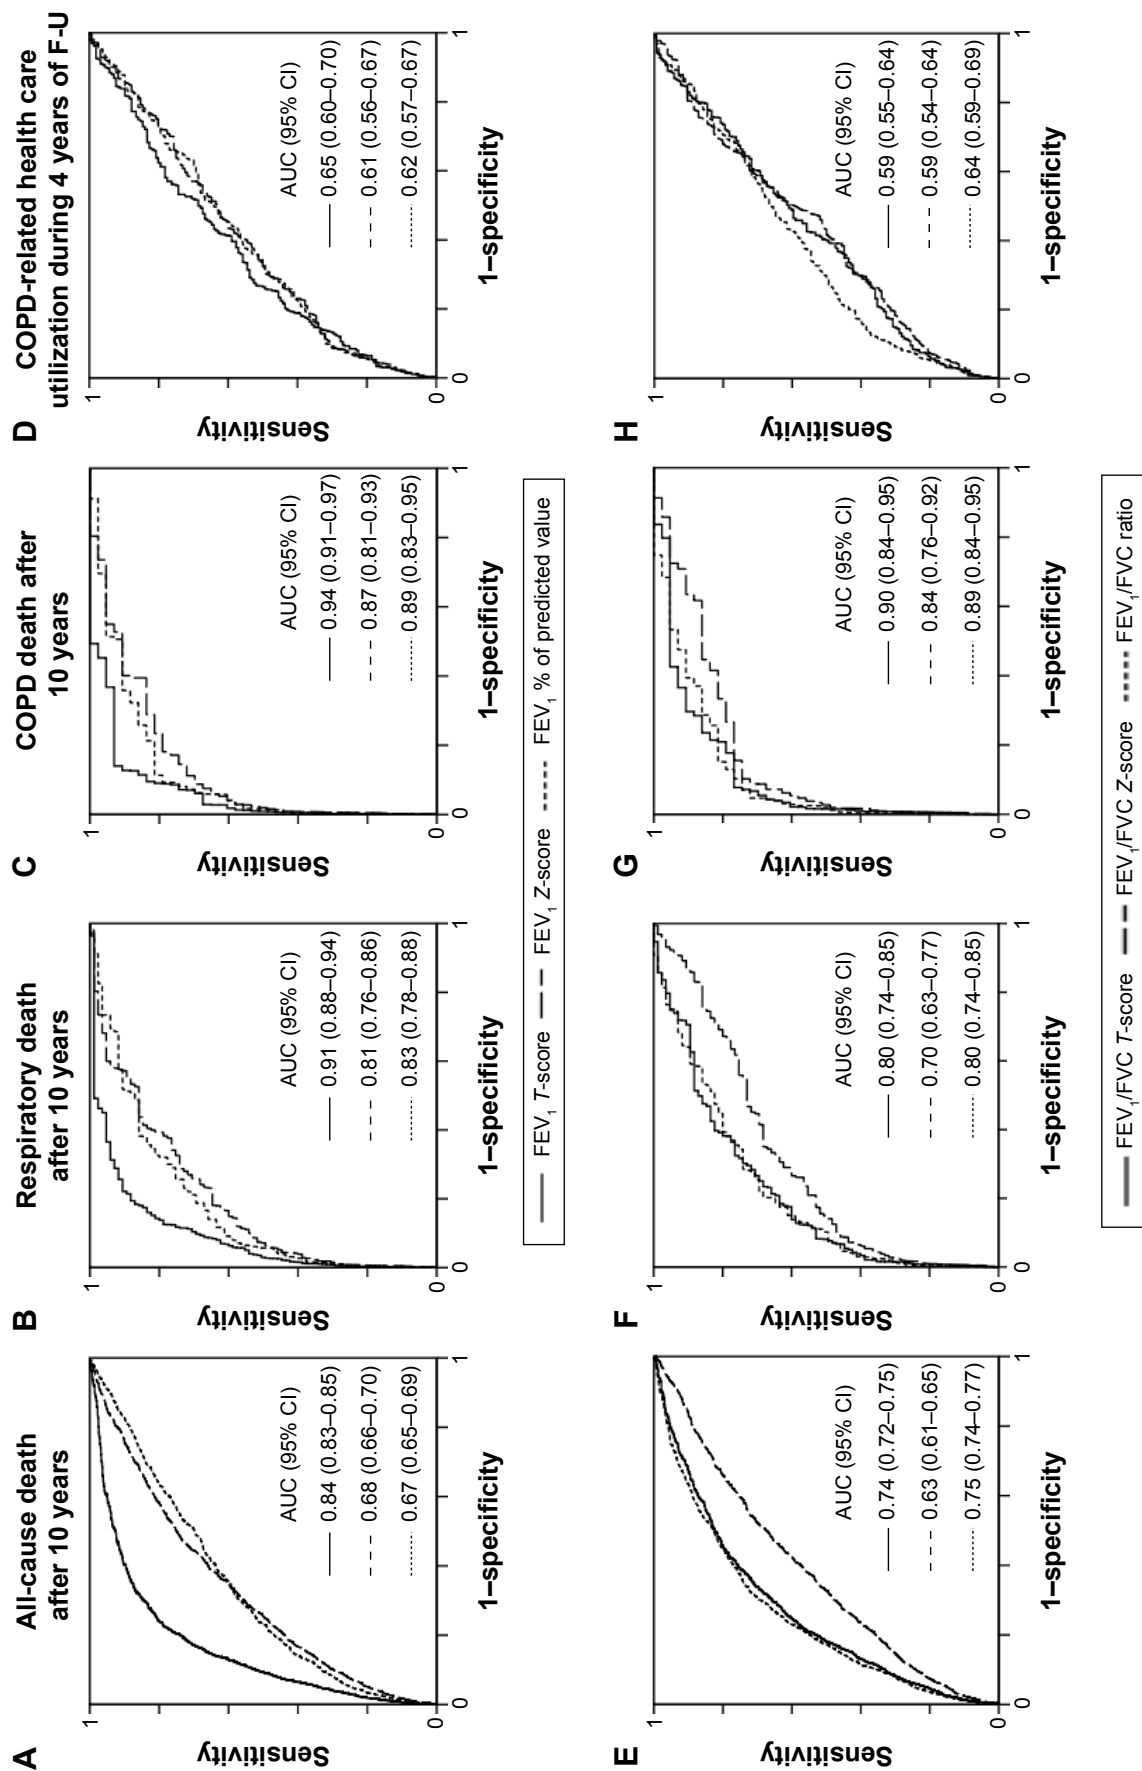 A
All-cause death
after 10 years
Sensitivity
1
0
1
AUC (95% CI)
0.84 (0.83–0.85)
0.68 (0.66–0.70)
0.67 (0.65–0.69)
1–specificity
B
Respiratory death
after 10 years
Sensitivity
1
0
1
AUC (95% CI)
0.91 (0.88–0.94)
0.81 (0.76–0.86)
0.83 (0.78–0.88)
1–specificity
C
COPD death after
10 years
Sensitivity
1
0
1
AUC (95% CI)
0.94 (0.91–0.97)
0.87 (0.81–0.93)
0.89 (0.83–0.95)
1–specificity
D
COPD-related health care
utilization during 4 years of F-U
Sensitivity
1
0
1
AUC (95% CI)
0.65 (0.60–0.70)
0.61 (0.56–0.67)
0.62 (0.57–0.67)
1–specificity
FEV₁ T-score FEV₁ Z-score FEV₁ % of predicted value
E
Sensitivity
1
0
1
AUC (95% CI)
0.74 (0.72–0.75)
0.63 (0.61–0.65)
0.75 (0.74–0.77)
1–specificity
F
Sensitivity
1
0
1
AUC (95% CI)
0.80 (0.74–0.85)
0.70 (0.63–0.77)
0.80 (0.74–0.85)
1–specificity
G
Sensitivity
1
0
1
AUC (95% CI)
0.90 (0.84–0.95)
0.84 (0.76–0.92)
0.89 (0.84–0.95)
1–specificity
H
Sensitivity
1
0
1
AUC (95% CI)
0.59 (0.55–0.64)
0.59 (0.54–0.64)
0.64 (0.59–0.69)
1–specificity
FEV₁/FVC T-score FEV₁/FVC Z-score FEV₁/FVC ratio